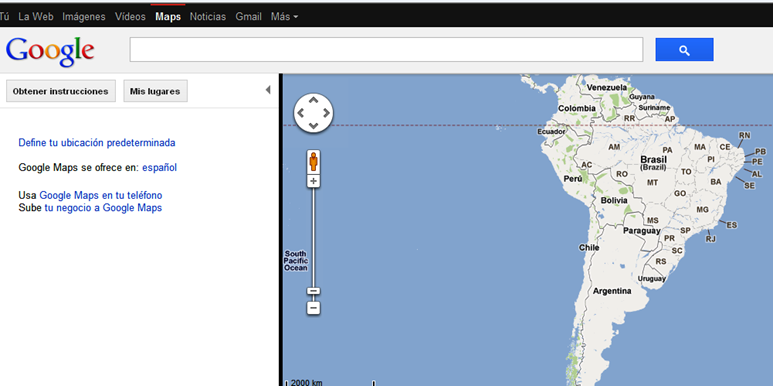 Tú La Web Imágenes Vídeos Maps Noticias Gmail Más
Google
Obtener instrucciones Mis lugares
Define tu ubicación predeterminada
Google Maps se ofrece en: español
Usa Google Maps en tu teléfono
Sube tu negocio a Google Maps
Venezuela
Guyana
Colombia
Suriname
RR
AP
Ecuador
RN
AM
PA
MA
CE
PB
Brasil
(Brazil)
PI
PE
AC
TO
AL
Perú
RO
BA
SE
MT
GO
Bolivia
MG
MS
ES
SP
Paraguay
RJ
PR
Chile
SC
South
Pacific
Ocean
RS
Uruguay
Argentina
2000 km